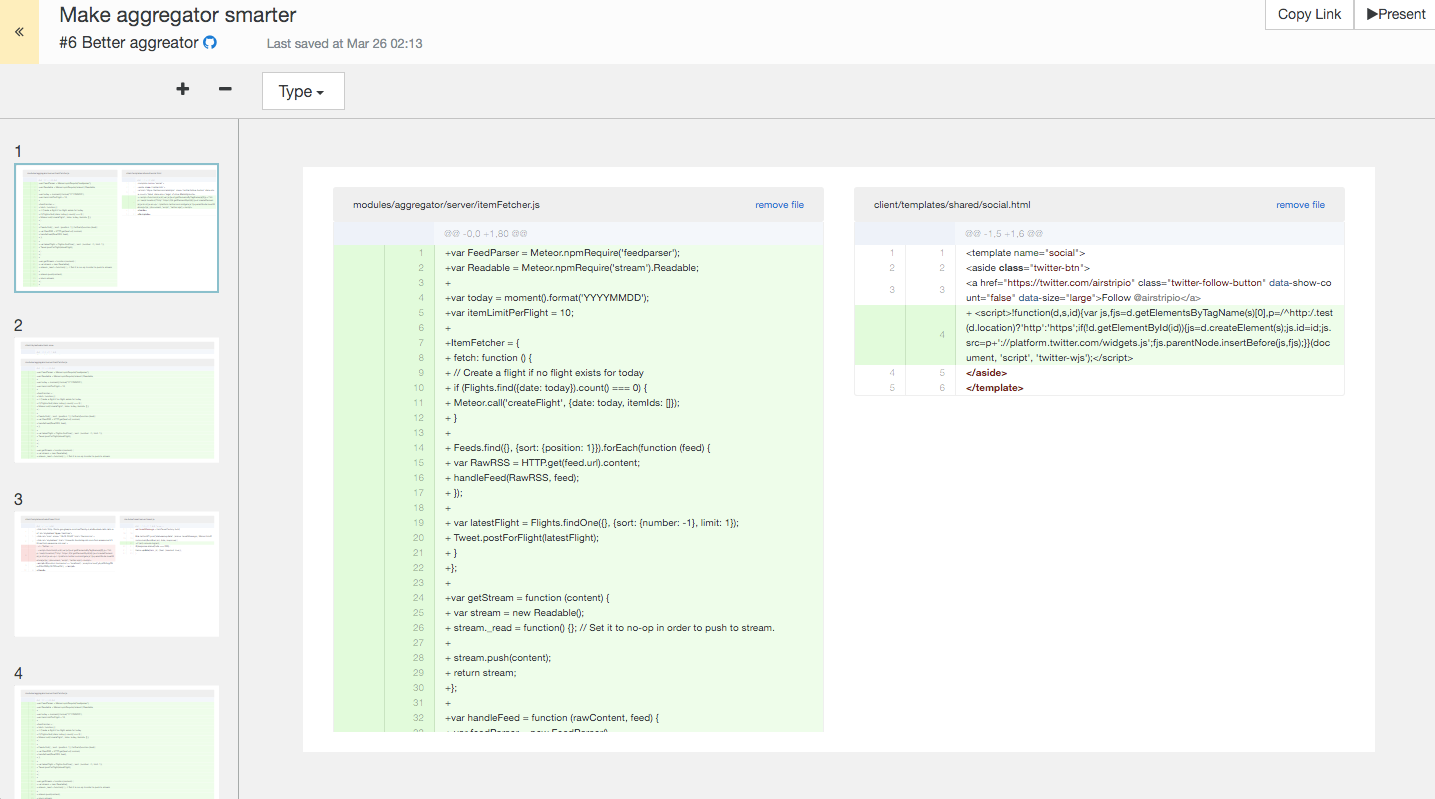 «
Make aggregator smarter
#6 Better aggreator
Last saved at Mar 26 02:13
Copy Link
▶Present
+
−
Type
1
2
3
4
modules/aggregator/server/itemFetcher.js
remove file
@@ -0,0 +1,80 @@
1 +var FeedParser = Meteor.npmRequire('feedparser');
2 +var Readable = Meteor.npmRequire('stream').Readable;
3 +
4 +var today = moment().format('YYYYMMDD');
5 +var itemLimitPerFlight = 10;
6 +
7 +ItemFetcher = {
8 + fetch: function () {
9 + // Create a flight if no flight exists for today
10 + if (Flights.find({date: today}).count() === 0) {
11 + Meteor.call('createFlight', {date: today, itemIds: []});
12 + }
13 +
14 + Feeds.find({}, {sort: {position: 1}}).forEach(function (feed) {
15 + var RawRSS = HTTP.get(feed.url).content;
16 + handleFeed(RawRSS, feed);
17 + });
18 +
19 + var latestFlight = Flights.findOne({}, {sort: {number: -1}, limit: 1});
20 + Tweet.postForFlight(latestFlight);
21 + }
22 +};
23 +
24 +var getStream = function (content) {
25 + var stream = new Readable();
26 + stream._read = function() {}; // Set it to no-op in order to push to stream.
27 +
28 + stream.push(content);
29 + return stream;
30 +};
31 +
32 +var handleFeed = function (rawContent, feed) {
33 + var feedParser = new FeedParser()
client/templates/shared/social.html
remove file
@@ -1,5 +1,6 @@
1 1 <template name="social">
2 2 <aside class="twitter-btn">
3 3 <a href="https://twitter.com/airstripio" class="twitter-follow-button" data-show-co
unt="false" data-size="large">Follow @airstripio</a>
+ <script>!function(d,s,id){var js,fjs=d.getElementsByTagName(s)[0],p=/^http:/.test
4 (d.location)?'http':'https';if(!d.getElementById(id)){js=d.createElement(s);js.id=id;js.
src=p+'://platform.twitter.com/widgets.js';fjs.parentNode.insertBefore(js,fjs);}}(doc
ument, 'script', 'twitter-wjs');</script>
4 5 </aside>
5 6 </template>